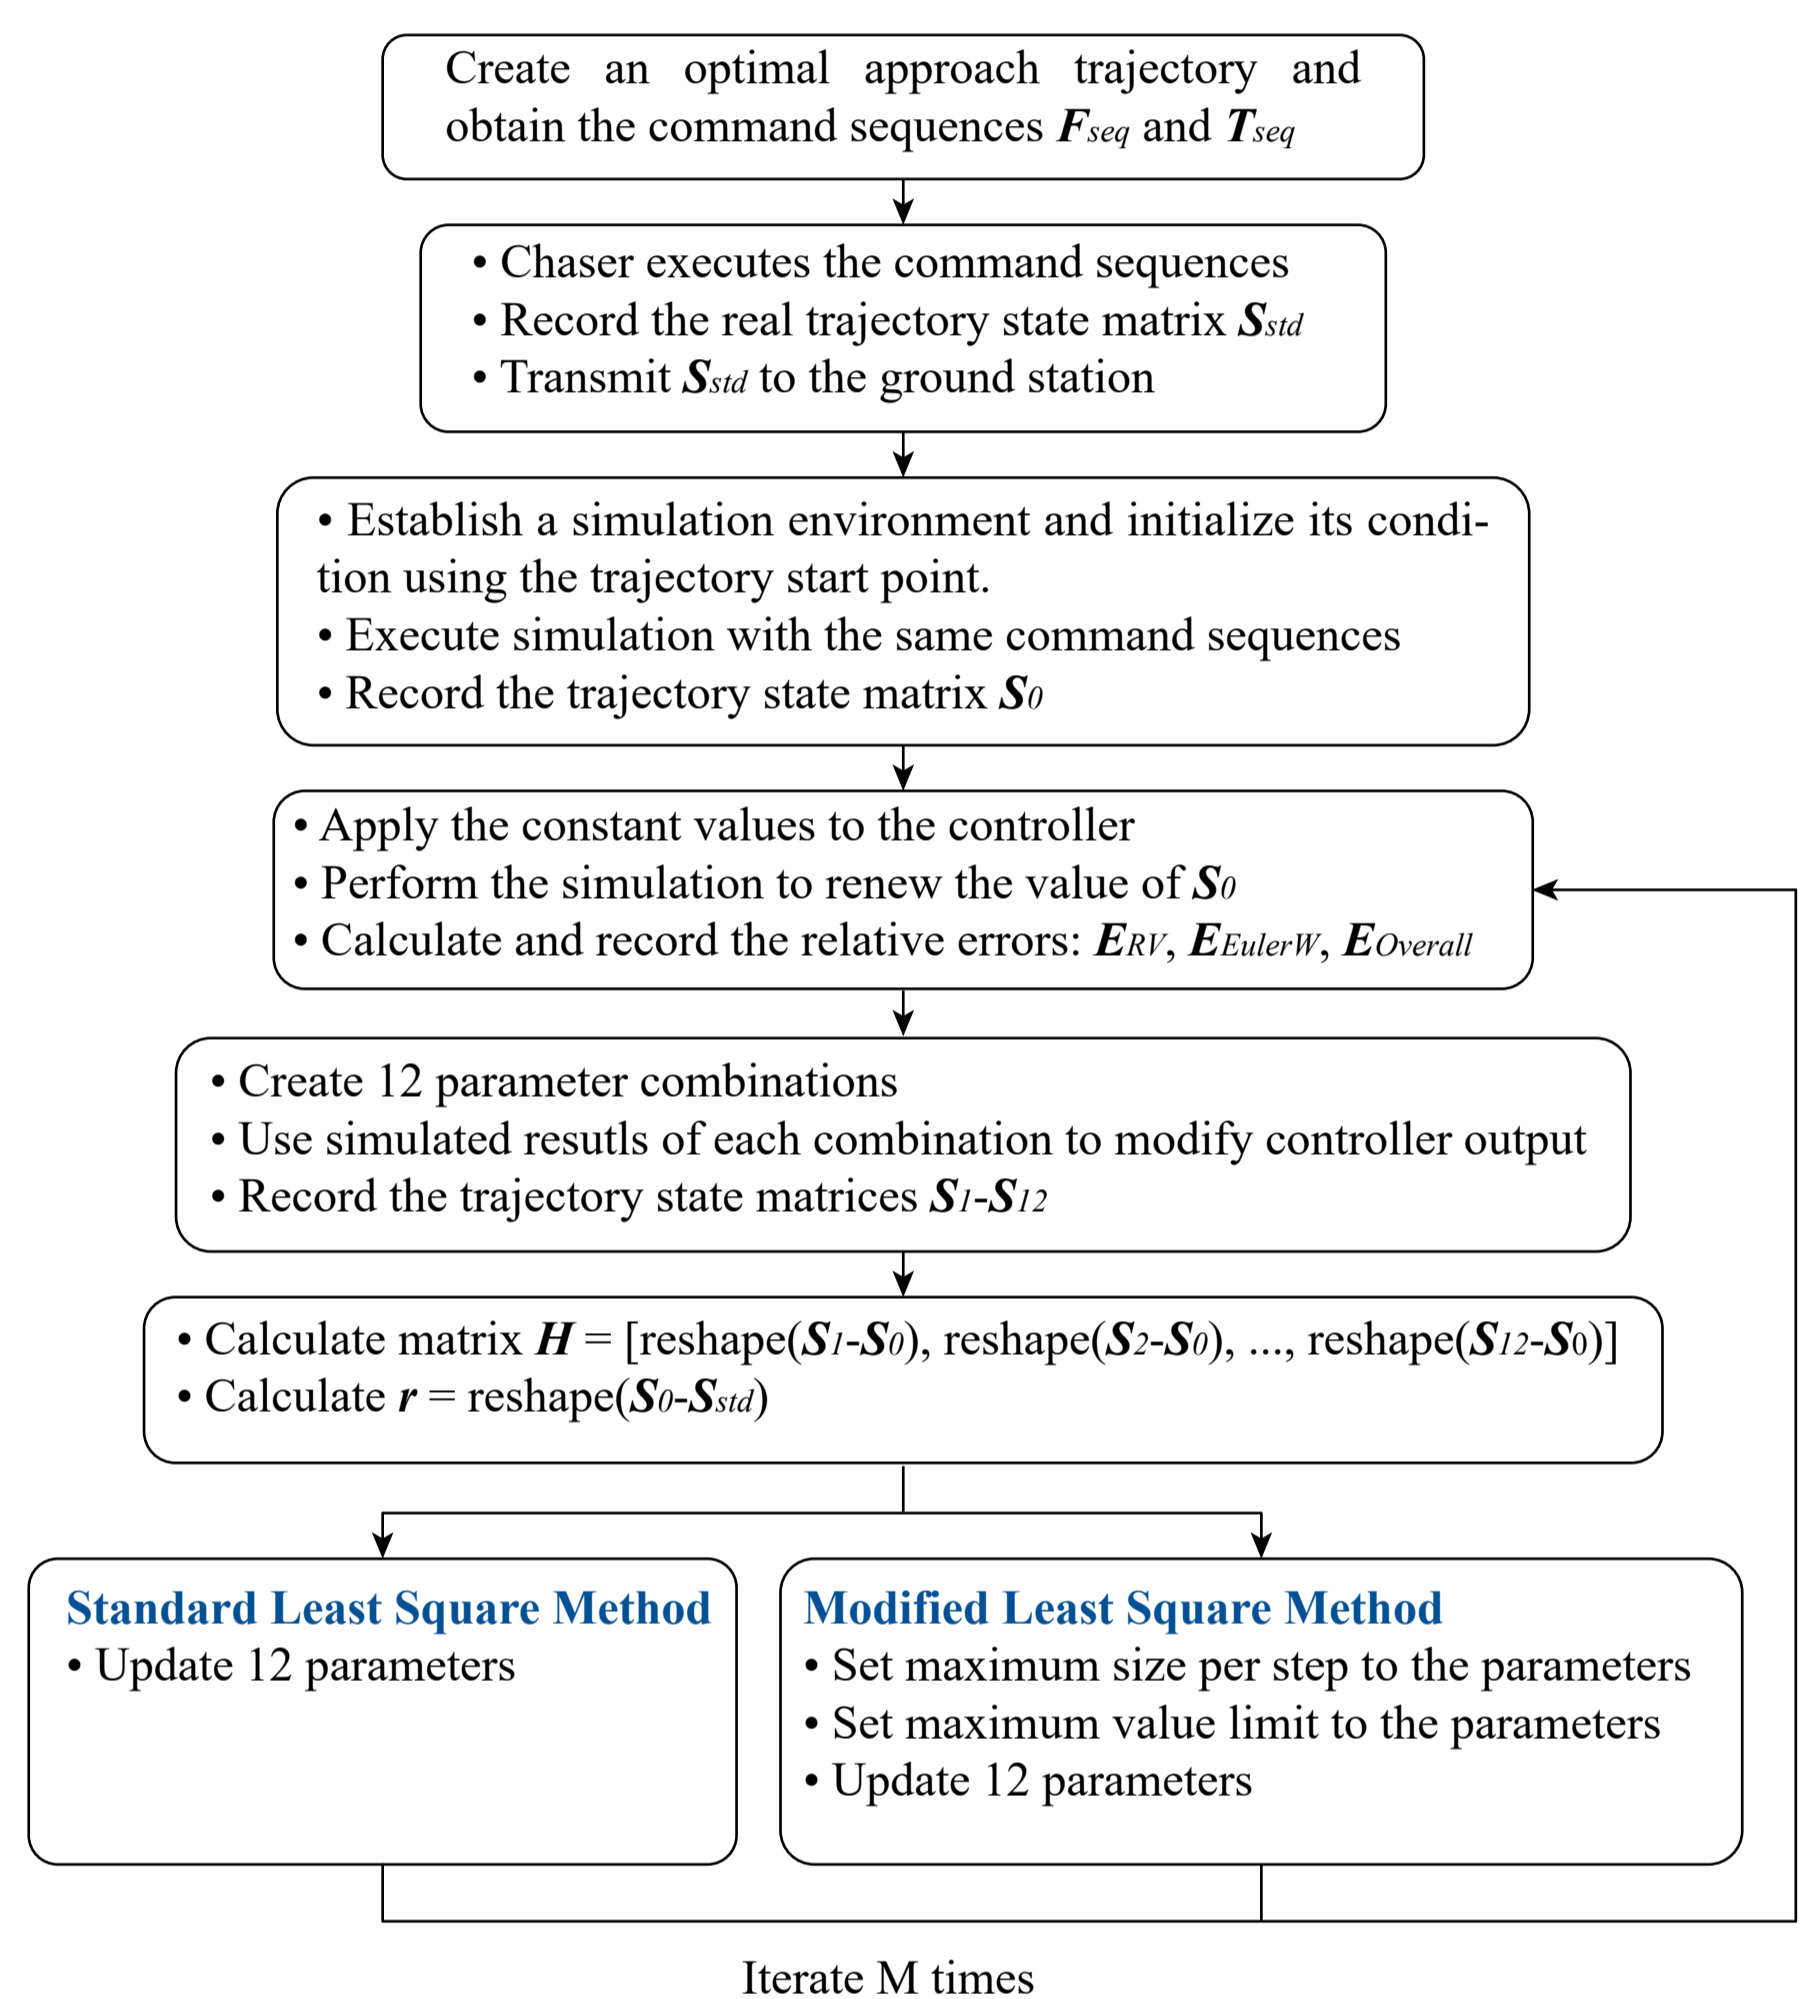 Create an optimal approach trajectory and
obtain the command sequences Fseq and Tseq
• Chaser executes the command sequences
• Record the real trajectory state matrix Sstd
• Transmit Sstd to the ground station
• Establish a simulation environment and initialize its condi-
tion using the trajectory start point.
• Execute simulation with the same command sequences
• Record the trajectory state matrix S0
• Apply the constant values to the controller
• Perform the simulation to renew the value of S0
• Calculate and record the relative errors: ERV, EEulerW, EOverall
• Create 12 parameter combinations
• Use simulated resutls of each combination to modify controller output
• Record the trajectory state matrices S1-S12
• Calculate matrix H = [reshape(S1-S0), reshape(S2-S0), ..., reshape(S12-S0)]
• Calculate r = reshape(S0-Sstd)
Standard Least Square Method
• Update 12 parameters
Modified Least Square Method
• Set maximum size per step to the parameters
• Set maximum value limit to the parameters
• Update 12 parameters
Iterate M times